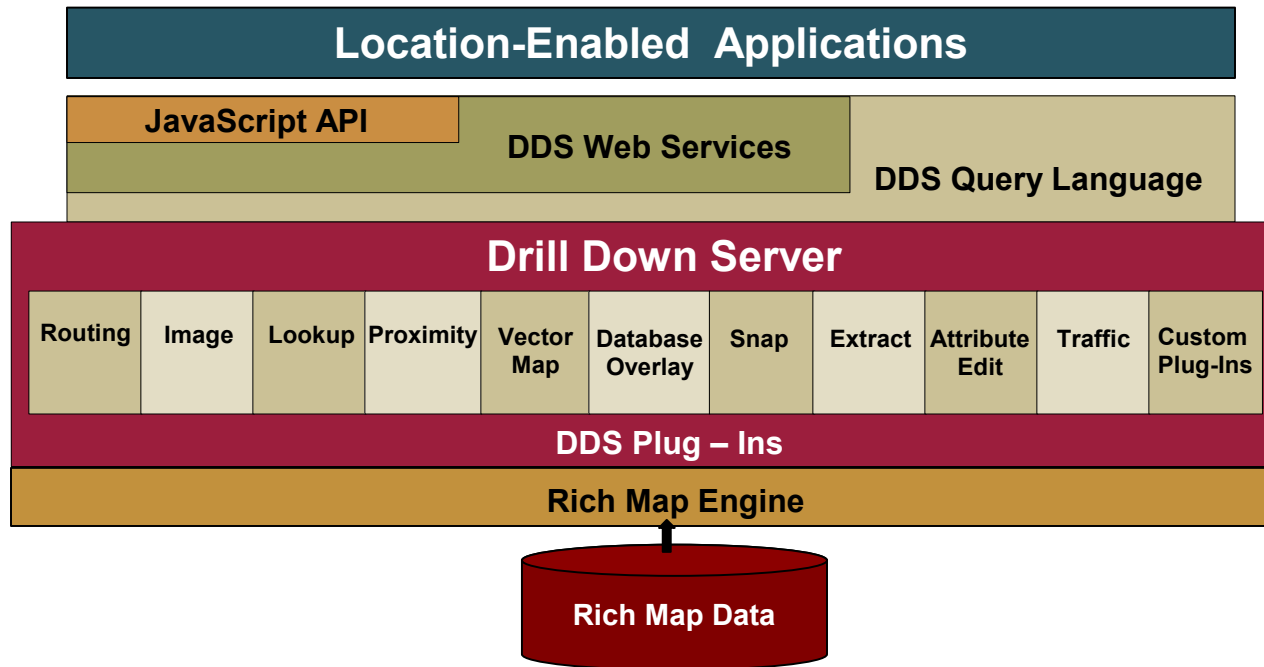 Location-Enabled Applications
JavaScript API
DDS Web Services
DDS Query Language
Drill Down Server
Routing
Image
Lookup
Proximity
Vector
Map
Database
Overlay
Snap
Extract
Attribute
Edit
Traffic
Custom
Plug-Ins
DDS Plug – Ins
Rich Map Engine
Rich Map Data